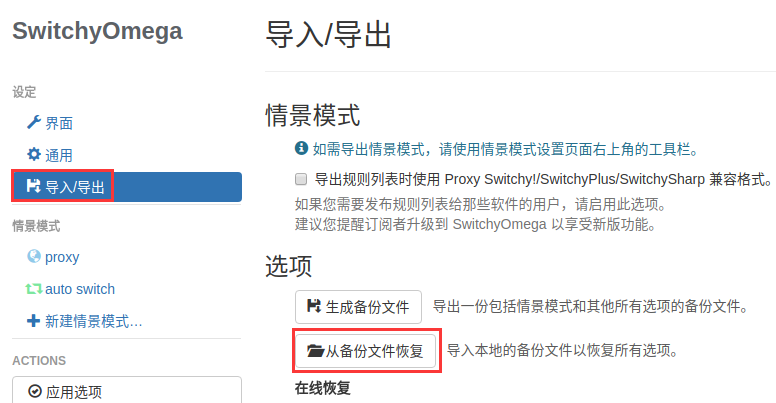 SwitchyOmega
设定
界面
通用
导入/导出
情景模式
proxy
auto switch
新建情景模式…
ACTIONS
应用选项
导入/导出
情景模式
如需导出情景模式，请使用情景模式设置页面右上角的工具栏。
导出规则列表时使用 Proxy Switchy!/SwitchyPlus/SwitchySharp 兼容格式。
如果您需要发布规则列表给那些软件的用户，请启用此选项。
建议您提醒订阅者升级到 SwitchyOmega 以享受新版功能。
选项
生成备份文件 导出一份包括情景模式和其他所有选项的备份文件。
从备份文件恢复 导入本地的备份文件以恢复所有选项。
在线恢复